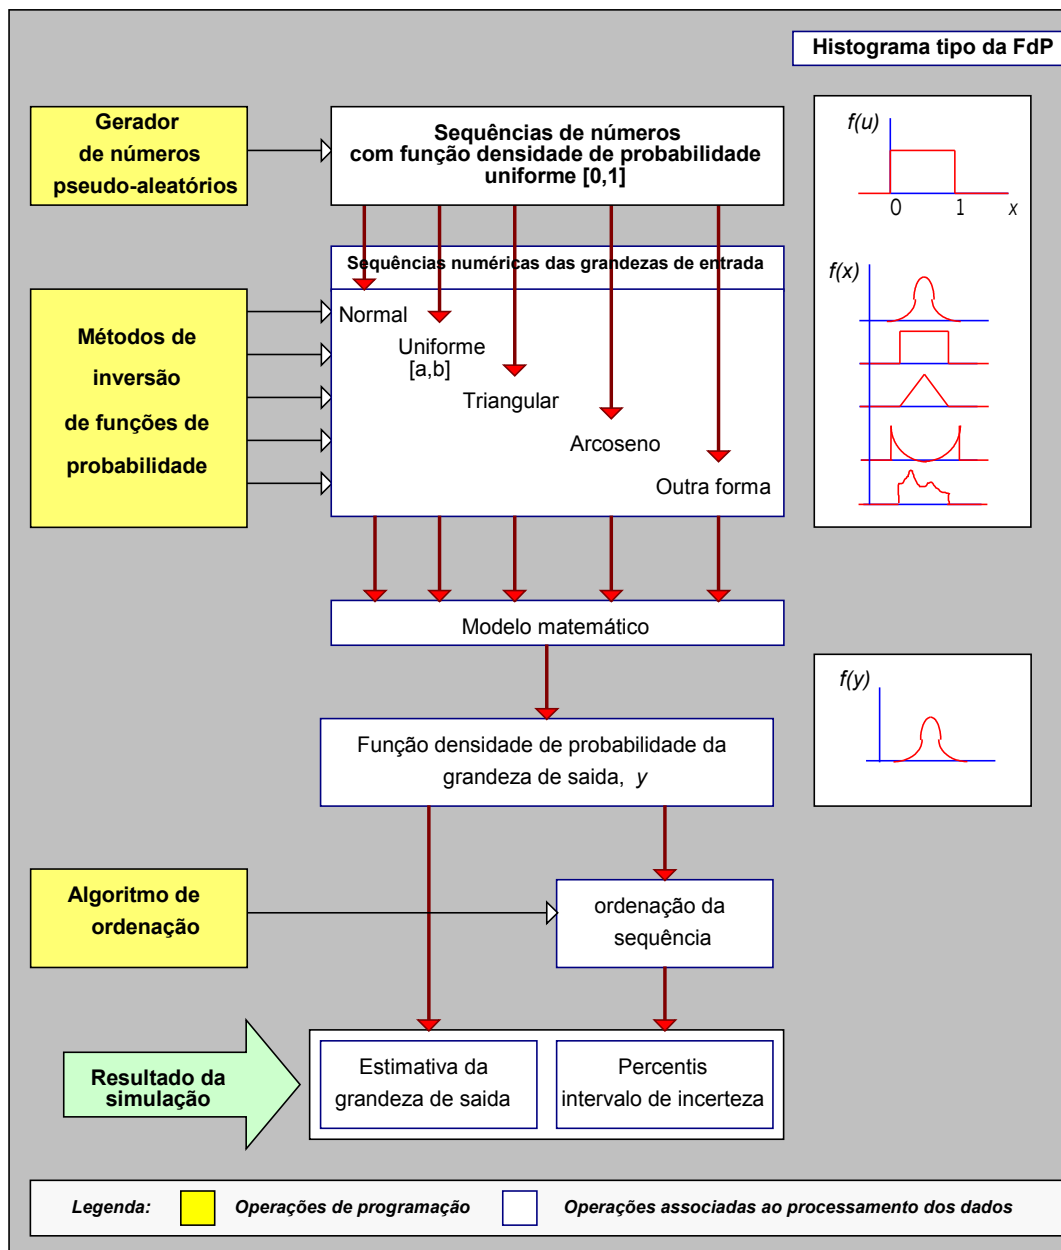 Histograma tipo da FdP
Gerador
de números
pseudo-aleatórios
Sequências de números
com função densidade de probabilidade
uniforme [0,1]
f(u)
0 1 x
Sequências numéricas das grandezas de entrada
f(x)
Métodos de
inversão
de funções de
probabilidade
Normal
Uniforme
[a,b]
Triangular
Arcoseno
Outra forma
Modelo matemático
f(y)
Função densidade de probabilidade da
grandeza de saida, y
Algoritmo de
ordenação
ordenação da
sequência
Resultado da
simulação
Estimativa da
grandeza de saida
Percentis
intervalo de incerteza
Legenda: Operações de programação Operações associadas ao processamento dos dados